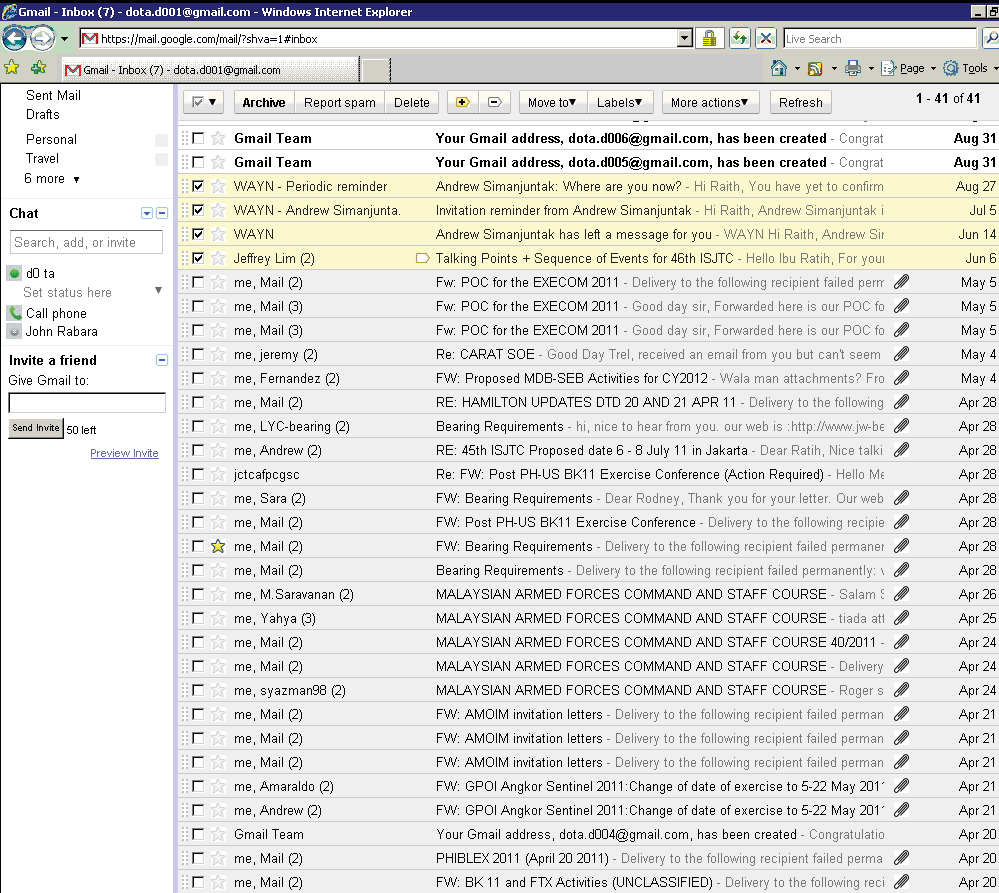 Gmail - Inbox (7) - dota.d001@gmail.com - Windows Internet Explorer
https://mail.google.com/mail/?shva=1#inbox
Live Search
Gmail - Inbox (7) - dota.d001@gmail.com
Page Tools
Sent Mail
Drafts
Personal
Travel
6 more ▼
Chat
Search, add, or invite
d0 ta
Set status here
Call phone
John Rabara
Invite a friend
Give Gmail to:
Send Invite 50 left
Preview Invite
Archive Report spam Delete Move to▾ Labels▾ More actions▾ Refresh 1 - 41 of 41
Gmail Team Your Gmail address, dota.d006@gmail.com, has been created - Congrat Aug 31
Gmail Team Your Gmail address, dota.d005@gmail.com, has been created - Congrat Aug 31
WAYN - Periodic reminder Andrew Simanjuntak: Where are you now? - Hi Raith, You have yet to confirm Aug 27
WAYN - Andrew Simanjunta. Invitation reminder from Andrew Simanjuntak - Hi Raith, Andrew Simanjuntak i Jul 5
WAYN Andrew Simanjuntak has left a message for you - WAYN Hi Raith, Andrew Sir Jun 14
Jeffrey Lim (2) Talking Points + Sequence of Events for 46th ISJTC - Hello Ibu Ratih, For your Jun 6
me, Mail (2) Fw: POC for the EXECOM 2011 - Delivery to the following recipient failed perm May 5
me, Mail (3) Fw: POC for the EXECOM 2011 - Good day sir, Forwarded here is our POC fo May 5
me, Mail (3) Fw: POC for the EXECOM 2011 - Good day sir, Forwarded here is our POC fo May 5
me, jeremy (2) Re: CARAT SOE - Good Day Trel, received an email from you but can't seem May 4
me, Fernandez (2) FW: Proposed MDB-SEB Activities for CY2012 - Wala man attachments? Fro May 4
me, Mail (2) RE: HAMILTON UPDATES DTD 20 AND 21 APR 11 - Delivery to the following Apr 28
me, LYC-bearing (2) Bearing Requirements - hi, nice to hear from you. our web is :http://www.jw-be Apr 28
me, Andrew (2) RE: 45th ISJTC Proposed date 6 - 8 July 11 in Jakarta - Dear Ratih, Nice talki Apr 28
jctcafpcgsc Re: FW: Post PH-US BK11 Exercise Conference (Action Required) - Hello Me Apr 28
me, Sara (2) FW: Bearing Requirements - Dear Rodney, Thank you for your letter. Our web Apr 28
me, Mail (2) FW: Post PH-US BK11 Exercise Conference - Delivery to the following recipie Apr 28
me, Mail (2) FW: Bearing Requirements - Delivery to the following recipient failed permaner Apr 28
me, Mail (2) Bearing Requirements - Delivery to the following recipient failed permanently: Apr 28
me, M.Saravanan (2) MALAYSIAN ARMED FORCES COMMAND AND STAFF COURSE - Salam S Apr 26
me, Yahya (3) MALAYSIAN ARMED FORCES COMMAND AND STAFF COURSE - tiada att Apr 25
me, Mail (2) MALAYSIAN ARMED FORCES COMMAND AND STAFF COURSE 40/2011 - Apr 24
me, Mail (2) MALAYSIAN ARMED FORCES COMMAND AND STAFF COURSE - Delivery Apr 24
me, syazman98 (2) MALAYSIAN ARMED FORCES COMMAND AND STAFF COURSE - Roger s Apr 24
me, Mail (2) FW: AMOIM invitation letters - Delivery to the following recipient failed perman Apr 21
me, Mail (2) FW: AMOIM invitation letters - Delivery to the following recipient failed perman Apr 21
me, Mail (2) FW: AMOIM invitation letters - Delivery to the following recipient failed perman Apr 21
me, Amaraldo (2) FW: GPOI Angkor Sentinel 2011:Change of date of exercise to 5-22 May 2011 Apr 21
me, Andrew (2) FW: GPOI Angkor Sentinel 2011:Change of date of exercise to 5-22 May 2011 Apr 21
Gmail Team Your Gmail address, dota.d004@gmail.com, has been created - Congratulatio Apr 20
me, Mail (2) PHIBLEX 2011 (April 20 2011) - Delivery to the following recipient failed perman Apr 20
me, Mail (2) FW: BK 11 and FTX Activities (UNCLASSIFIED) - Delivery to the following rec Apr 20